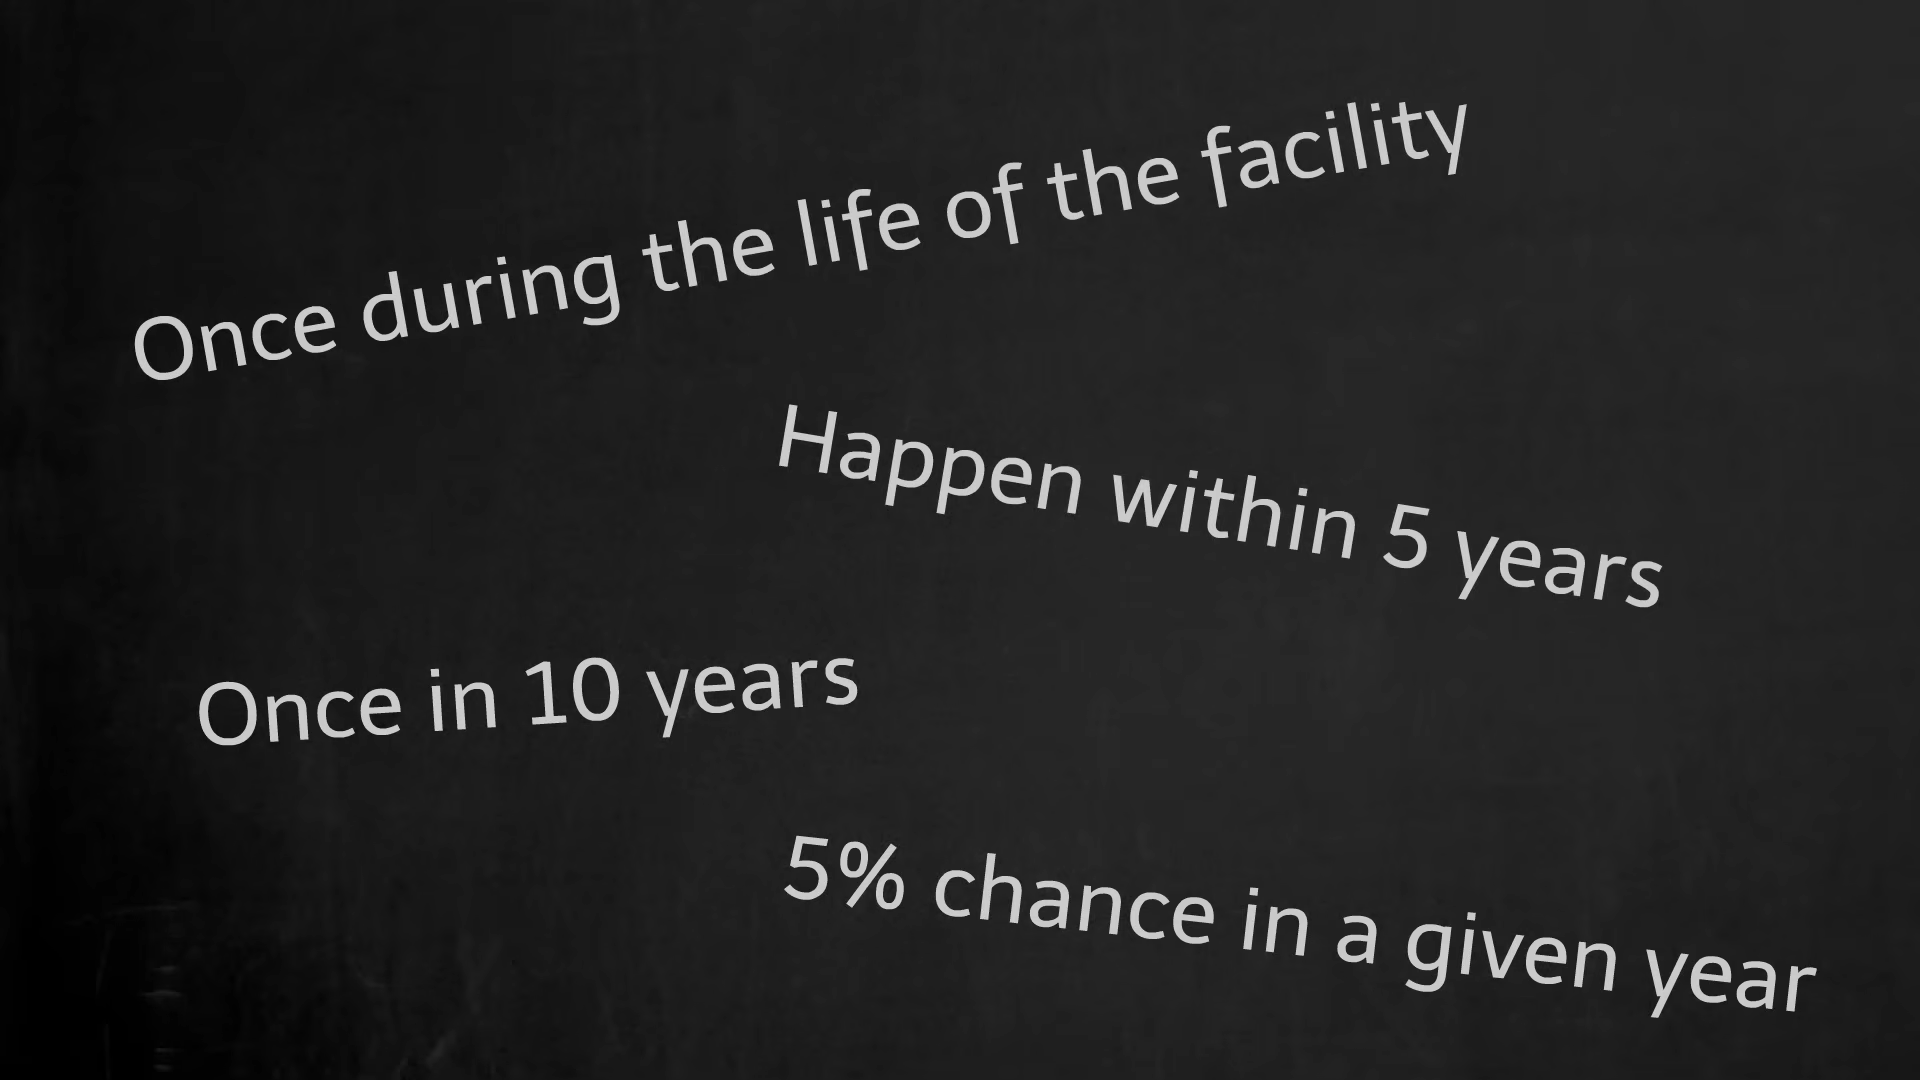 Once during the life of the facility
Happen within 5 years
Once in 10 years
5% chance in a given year